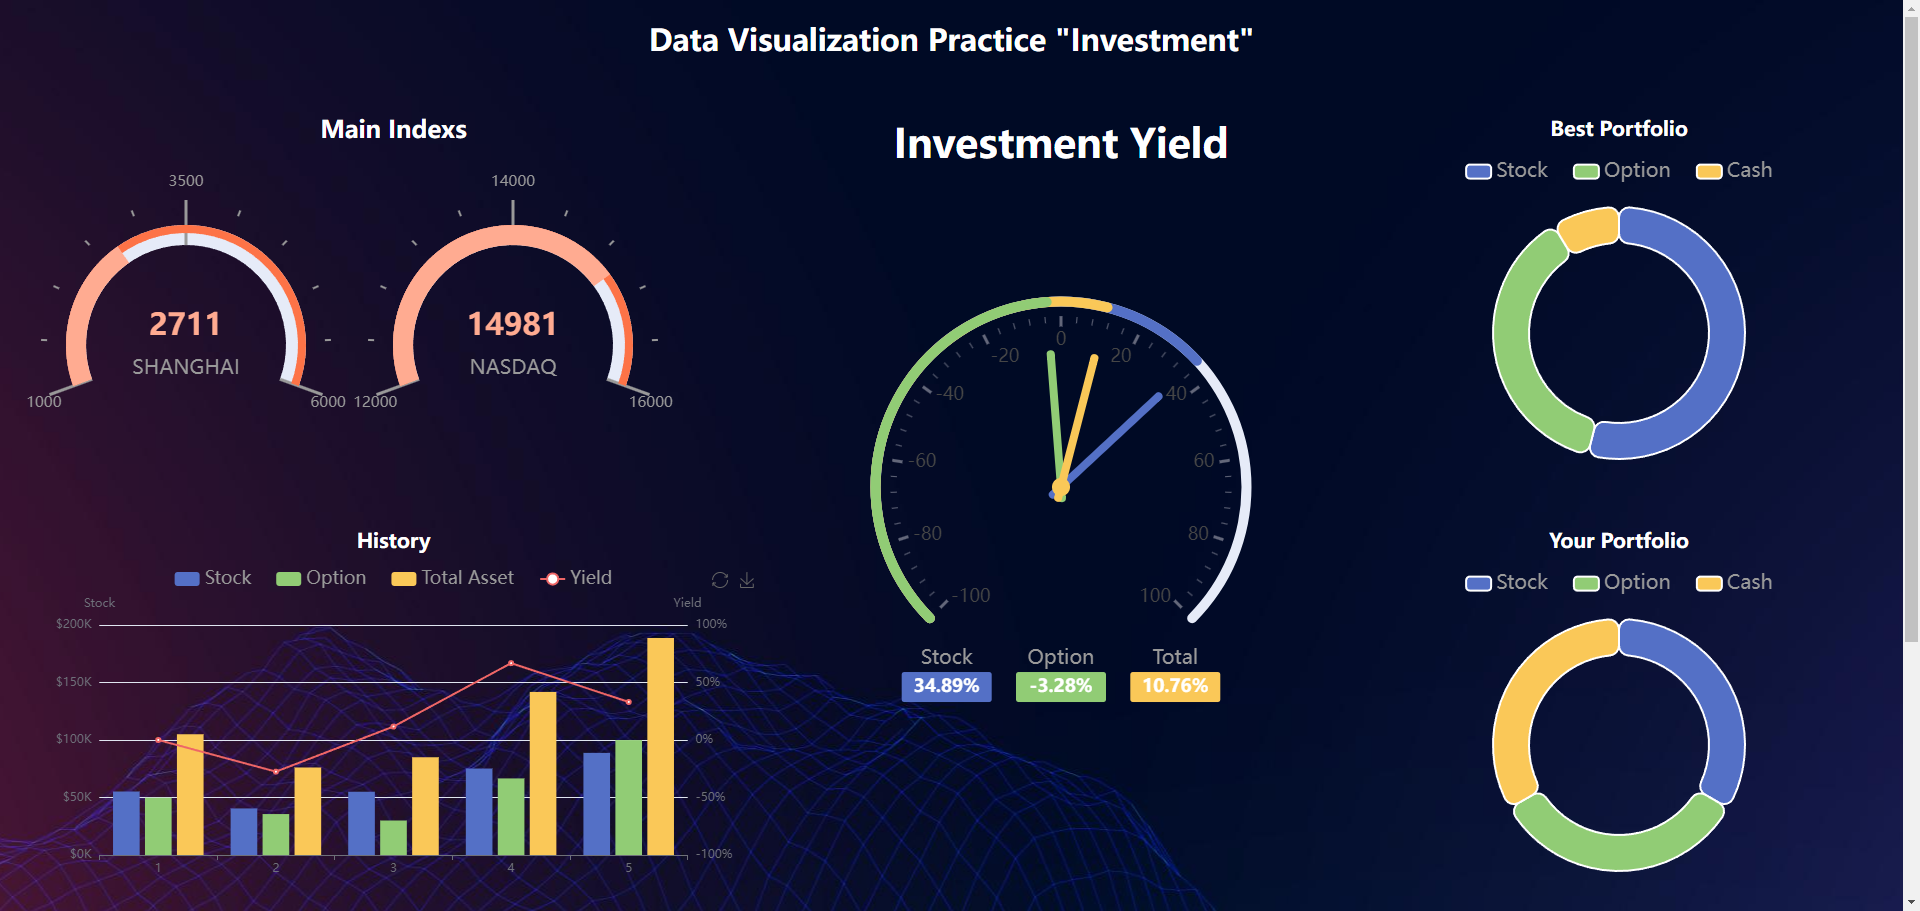 Data Visualization Practice "Investment"
Main Indexs
3500
1000
6000
2711
SHANGHAI
14000
12000
16000
14981
NASDAQ
Investment Yield
-100
-80
-60
-40
-20
0
20
40
60
80
100
Stock Option Total
34.89% -3.28% 10.76%
Best Portfolio
Stock Option Cash
History
Stock Option Total Asset Yield
Stock Yield
$200K 100%
$150K 50%
$100K 0%
$50K -50%
$0K -100%
1 2 3 4 5
Your Portfolio
Stock Option Cash